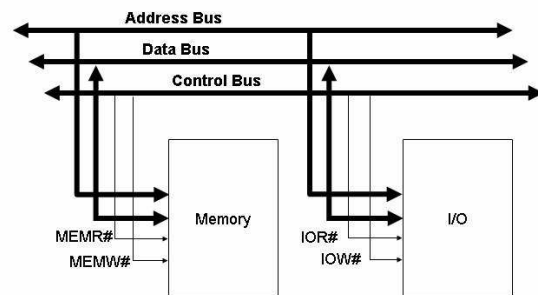 Address Bus
Data Bus
Control Bus
Memory
I/O
MEMR#
IOR#
MEMW#
IOW#